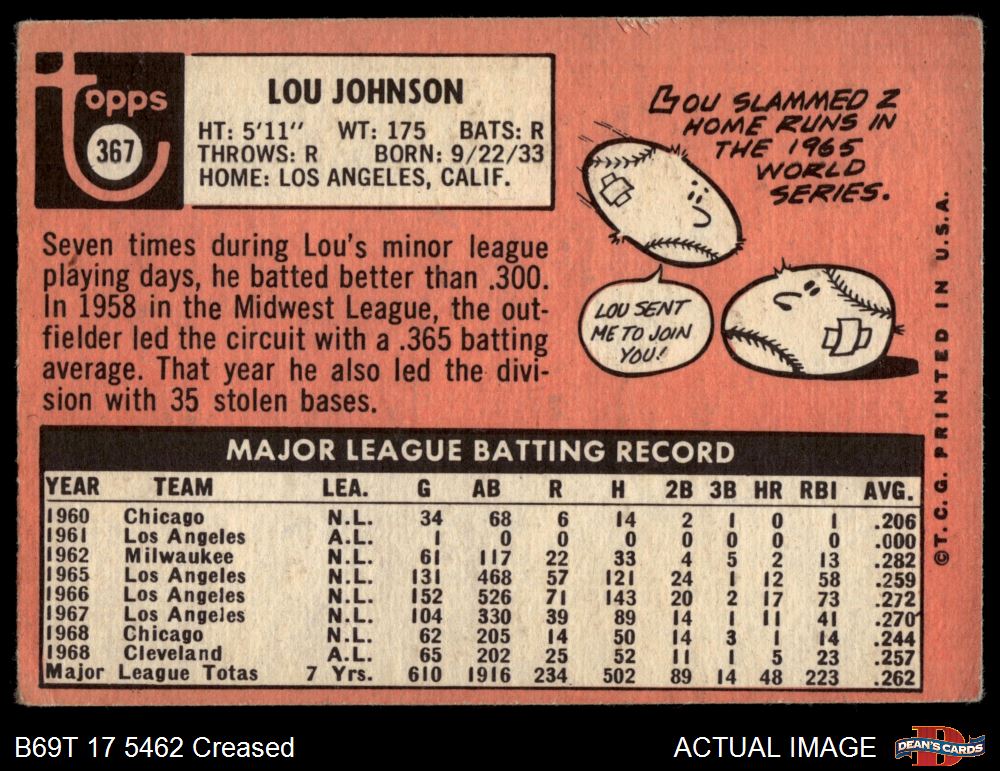 Topps
367
LOU JOHNSON
HT: 5'11" WT: 175 BATS: R
THROWS: R BORN: 9/22/33
HOME: LOS ANGELES, CALIF.
LOU SLAMMED 2
HOME RUNS IN
THE 1965
WORLD
SERIES.
LOU SENT
ME TO JOIN
YOU!
Seven times during Lou's minor league
playing days, he batted better than .300.
In 1958 in the Midwest League, the out-
fielder led the circuit with a .365 batting
average. That year he also led the divi-
sion with 35 stolen bases.
MAJOR LEAGUE BATTING RECORD
YEAR TEAM LEA. G AB R H 2B 3B HR RBI AVG.
1960 Chicago N.L. 34 68 6 14 2 1 0 1 .206
1961 Los Angeles A.L. 1 0 0 0 0 0 0 0 .000
1962 Milwaukee N.L. 61 117 22 33 4 5 2 13 .282
1965 Los Angeles N.L. 131 468 57 121 24 1 12 58 .259
1966 Los Angeles N.L. 152 526 71 143 20 2 17 73 .272
1967 Los Angeles N.L. 104 330 39 89 14 1 11 41 .270
1968 Chicago N.L. 62 205 14 50 14 3 1 14 .244
1968 Cleveland A.L. 65 202 25 52 11 1 5 23 .257
Major League Totas 7 Yrs. 610 1916 234 502 89 14 48 223 .262
©T.C.G. PRINTED IN U.S.A.
B69T 17 5462 Creased
ACTUAL IMAGE
D
DEAN'S CARDS